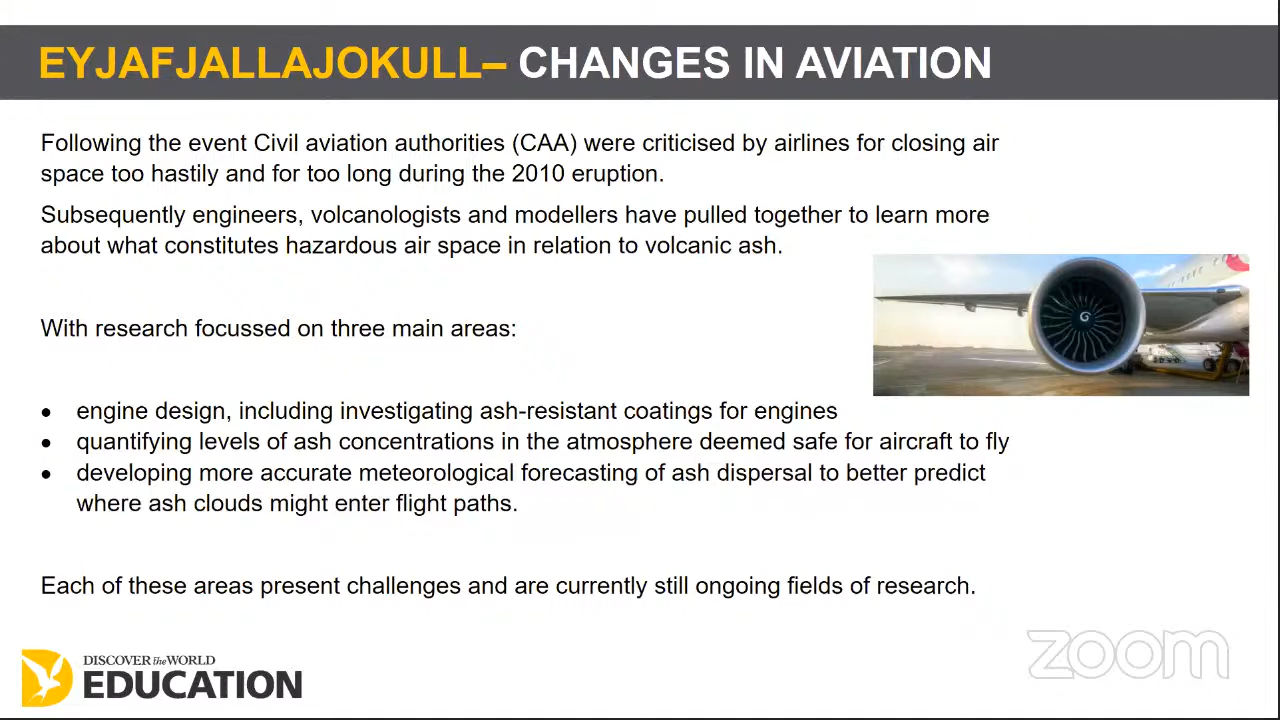 EYJAFJALLAJOKULL– CHANGES IN AVIATION
Following the event Civil aviation authorities (CAA) were criticised by airlines for closing air
space too hastily and for too long during the 2010 eruption.
Subsequently engineers, volcanologists and modellers have pulled together to learn more
about what constitutes hazardous air space in relation to volcanic ash.
With research focussed on three main areas:
• engine design, including investigating ash-resistant coatings for engines
• quantifying levels of ash concentrations in the atmosphere deemed safe for aircraft to fly
• developing more accurate meteorological forecasting of ash dispersal to better predict
where ash clouds might enter flight paths.
Each of these areas present challenges and are currently still ongoing fields of research.
zoom
DISCOVER the WORLD
EDUCATION